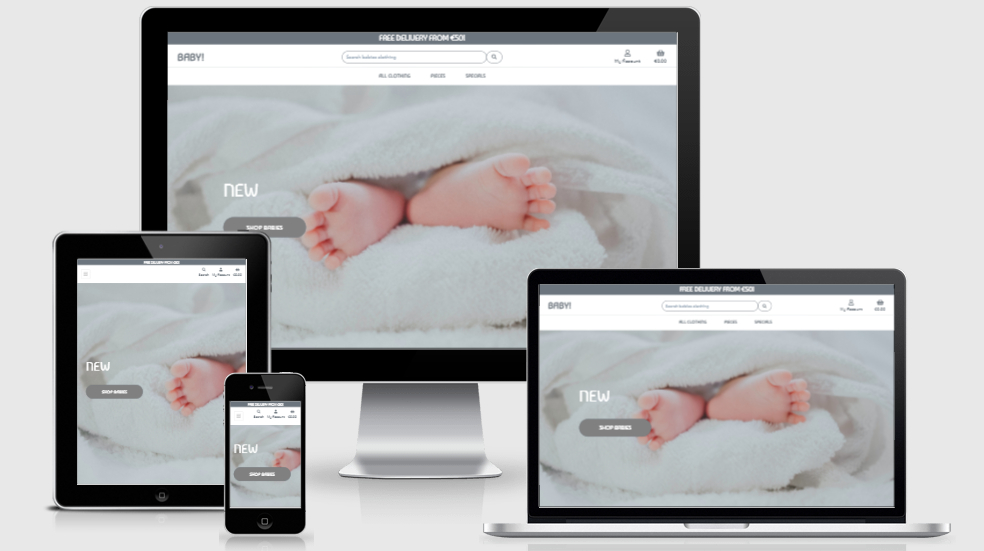 FREE DELIVERY FROM €50!
BABY!
Search babies clothing
My Account
€0.00
ALL CLOTHING PIECES SPECIALS
NEW
SHOP BABIES
FREE DELIVERY FROM €50!
Search My Account €0.00
NEW
SHOP BABIES
FREE DELIVERY FROM €50!
Search My Account €0.00
NEW
SHOP BABIES
FREE DELIVERY FROM €50!
BABY!
Search babies clothing
My Account
€0.00
ALL CLOTHING PIECES SPECIALS
NEW
SHOP BABIES